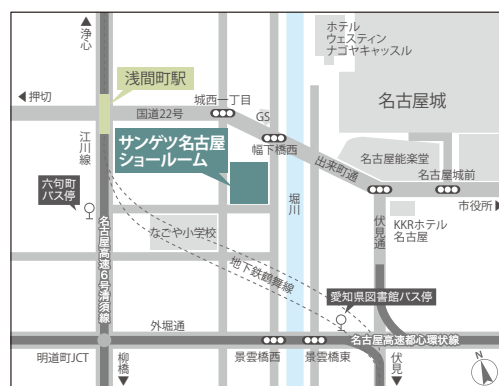 ▲浄心
ホテル
ウェスティン
ナゴヤキャッスル
浅間町駅
◀押切
城西一丁目
国道22号
GS
名古屋城
サンゲツ名古屋
ショールーム
幅下橋西
出来町通
名古屋能楽堂
名古屋城前
江川線
六句町
バス停
堀川
市役所▶
伏見通
KKRホテル
名古屋
なごや小学校
名古屋高速6号清須線
地下鉄鶴舞線
愛知県図書館バス停
外堀通
名古屋高速都心環状線
明道町JCT
柳橋▼
景雲橋西
景雲橋東
伏見▼
N